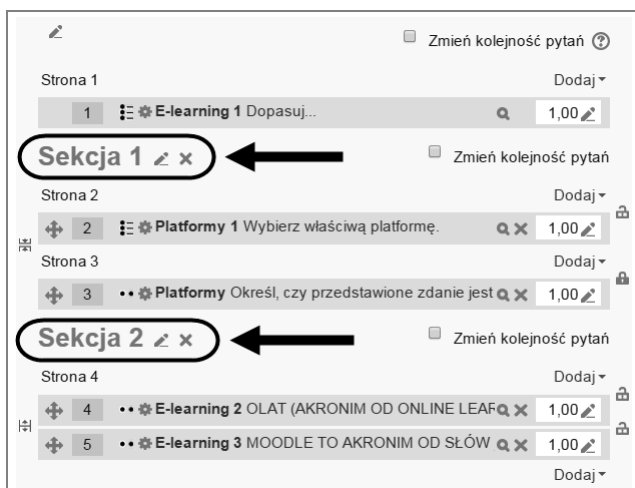 Zmień kolejność pytań
Strona 1 Dodaj
1 E-learning 1 Dopasuj... 1,00
Sekcja 1 Zmień kolejność pytań
Strona 2 Dodaj
2 Platformy 1 Wybierz właściwą platformę. 1,00
Strona 3 Dodaj
3 Platformy Określ, czy przedstawione zdanie jest 1,00
Sekcja 2 Zmień kolejność pytań
Strona 4 Dodaj
4 E-learning 2 OLAT (AKRONIM OD ONLINE LEAR 1,00
5 E-learning 3 MOODLE TO AKRONIM OD SŁÓW 1,00
Dodaj